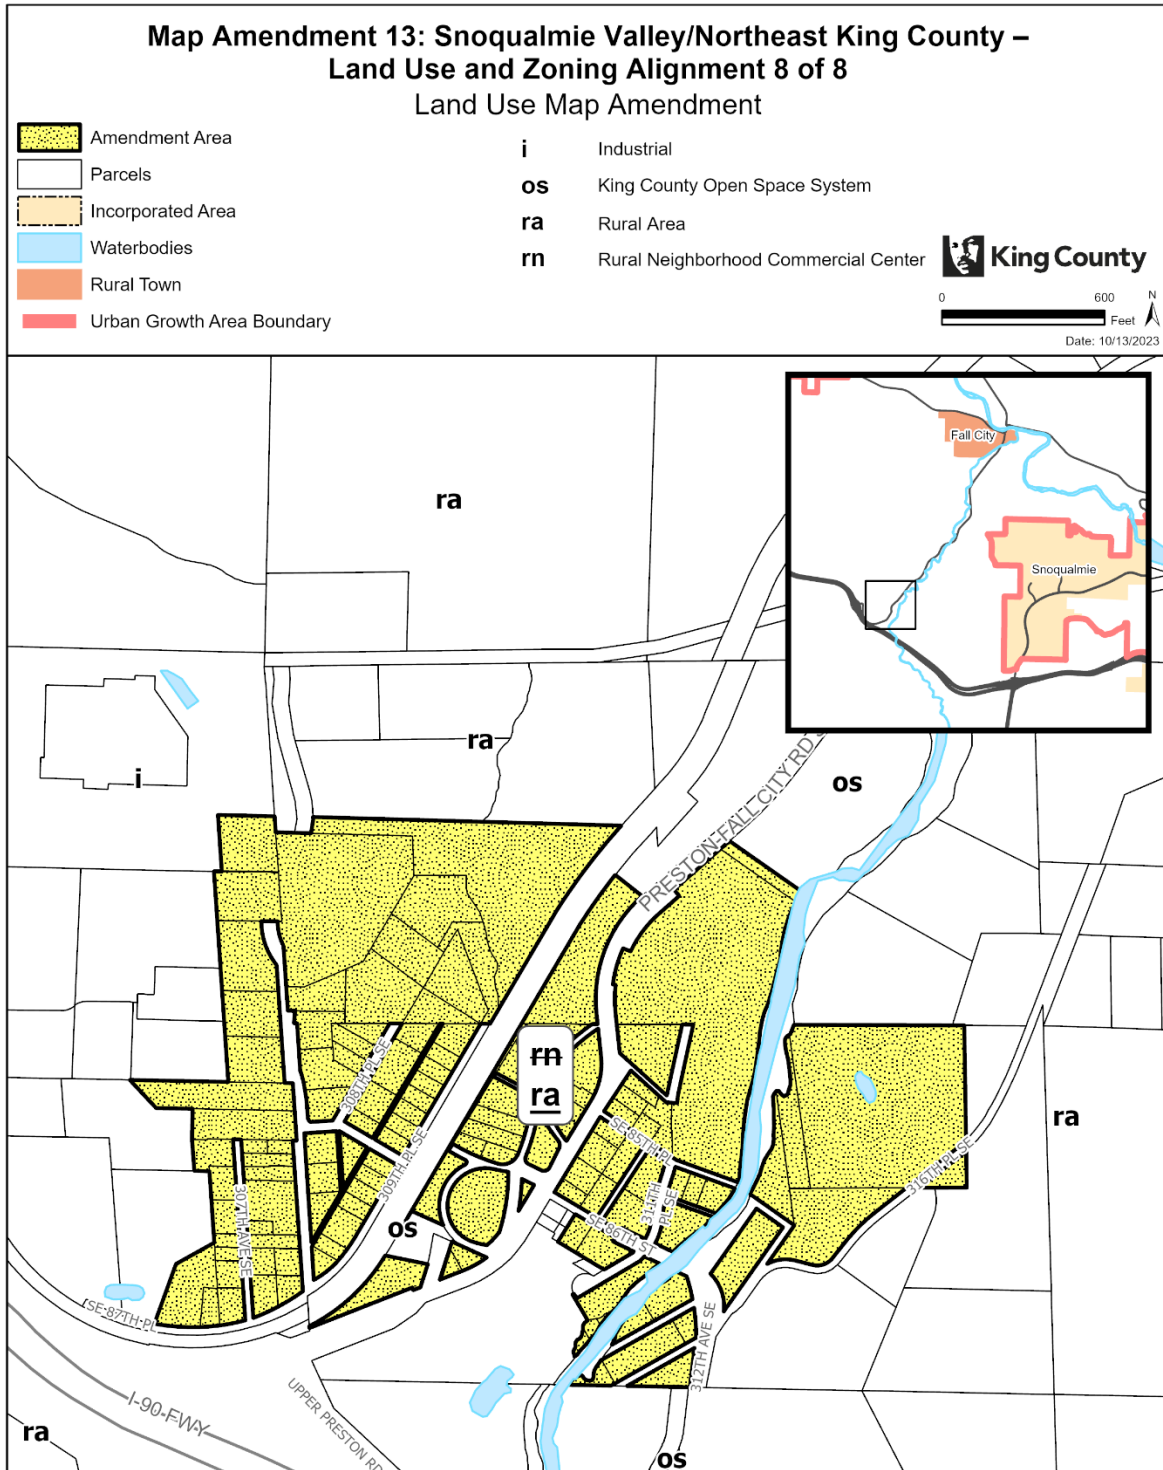 Map Amendment 13: Snoqualmie Valley/Northeast King County –
Land Use and Zoning Alignment 8 of 8
Land Use Map Amendment
Amendment Area
Parcels
Incorporated Area
Waterbodies
Rural Town
Urban Growth Area Boundary
i Industrial
os King County Open Space System
ra Rural Area
rn Rural Neighborhood Commercial Center
King County
0 600
Feet
N
Date: 10/13/2023
Fall City
Snoqualmie
ra
ra
i
os
PRESTON-FALL CITY RD S
rn
ra
308TH PL SE
309TH PL SE
307TH AVE SE
SE 85TH PL
311TH
PL SE
SE 86TH ST
316TH PL SE
ra
os
SE 87TH PL
312TH AVE SE
I-90 FWY
UPPER PRESTON RD
ra
os